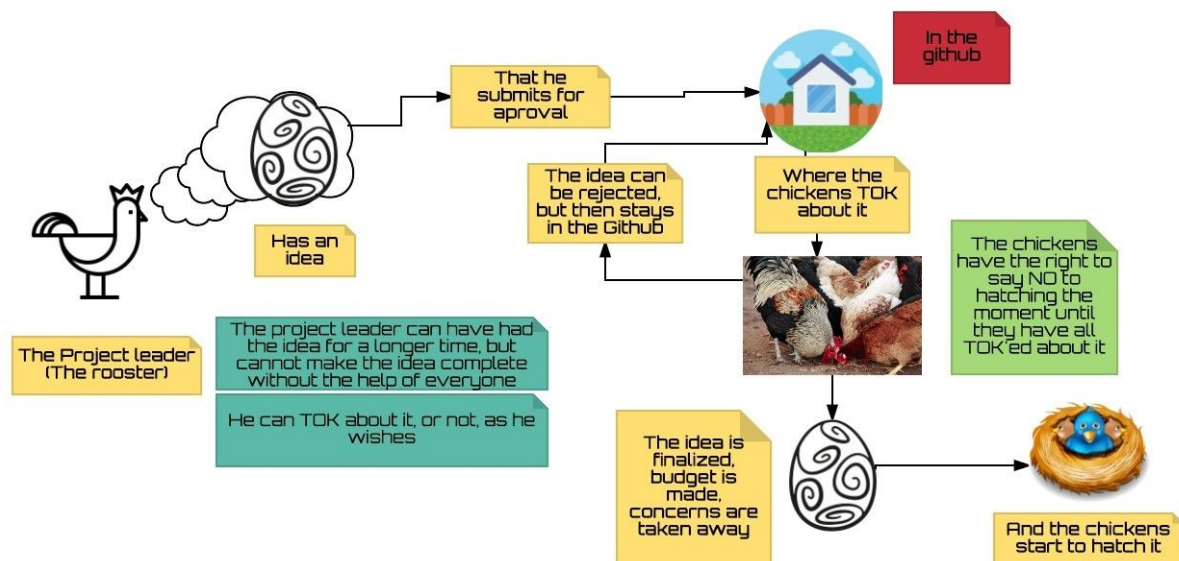 In the
github
That he
submits for
aproval
The idea can
be rejected,
but then stays
in the Github
Where the
chickens TOK
about it
Has an
idea
The chickens
have the right to
say NO to
hatching the
moment until
they have all
TOK'ed about it
The Project leader
(The rooster)
The project leader can have had
the idea for a longer time, but
cannot make the idea complete
without the help of everyone
He can TOK about it, or not, as he
wishes
The idea is
finalized,
budget is
made,
concerns are
taken away
And the chickens
start to hatch it